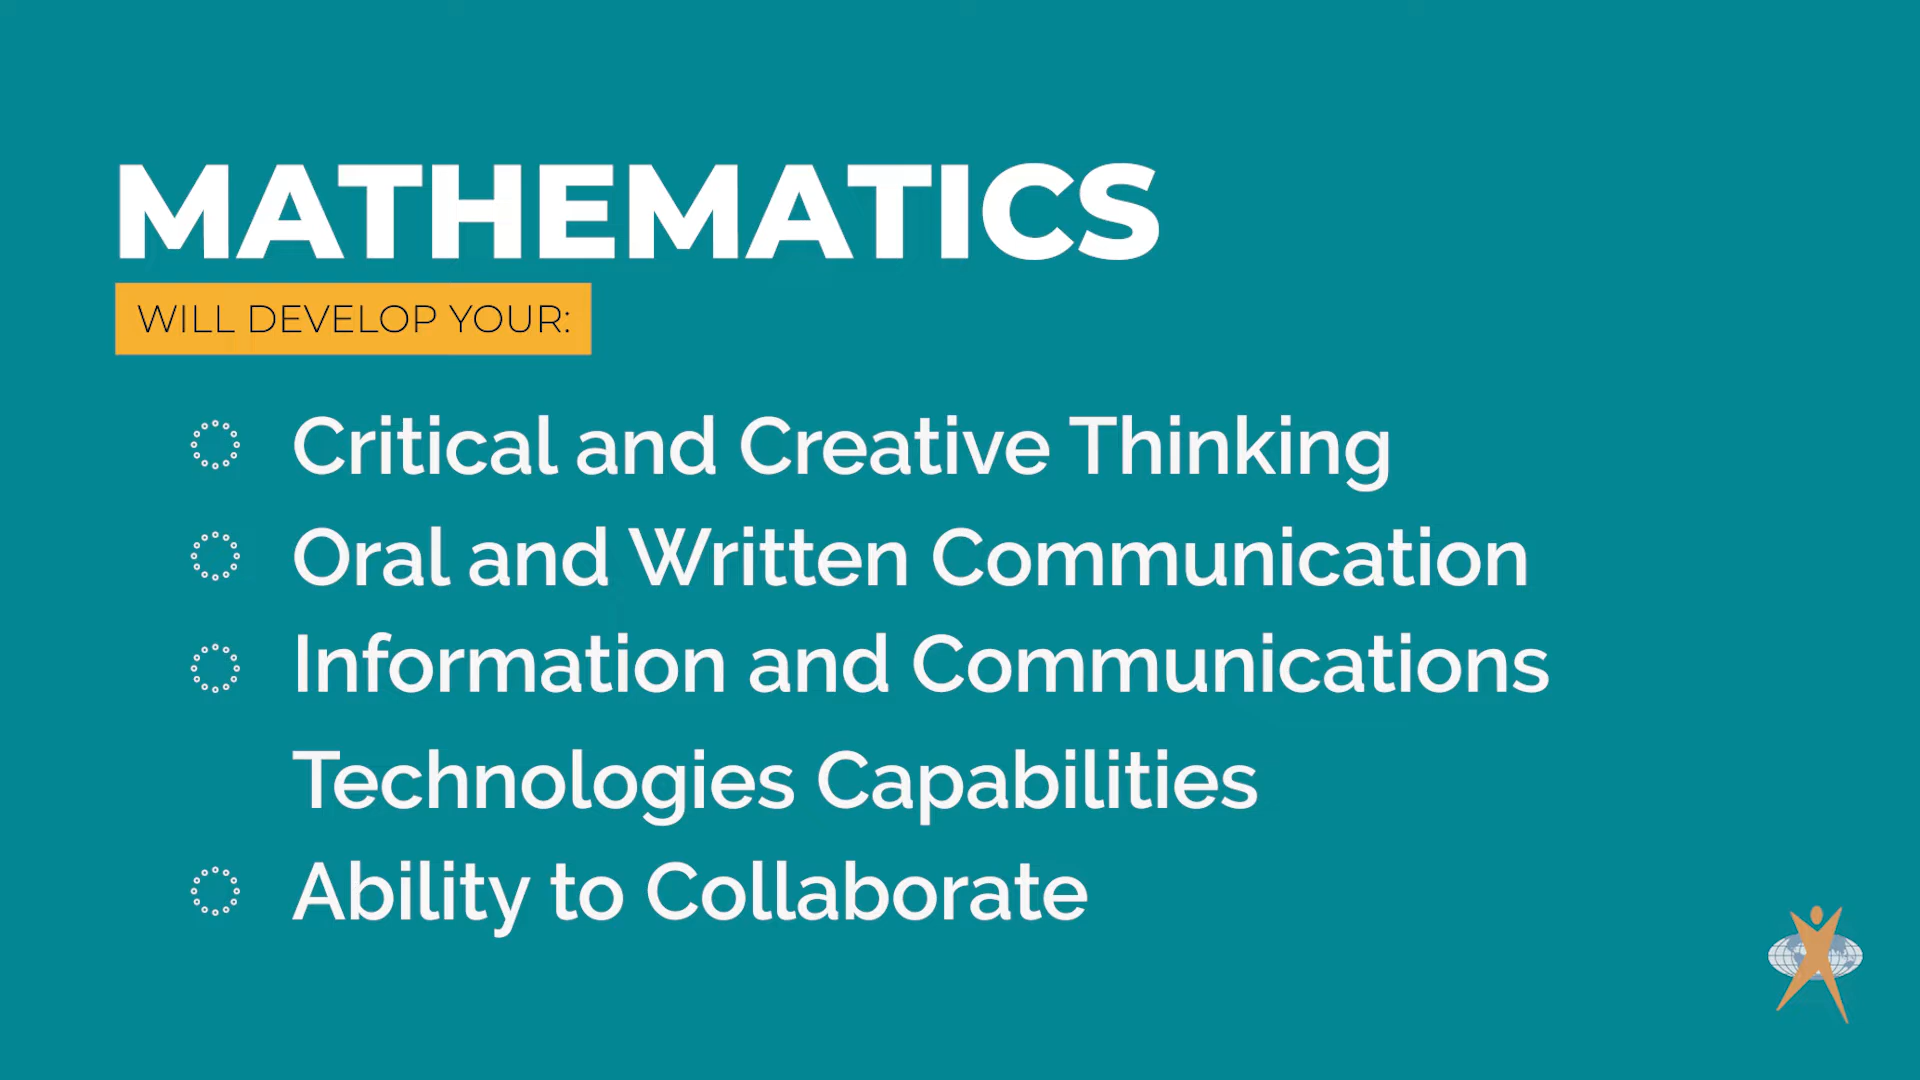 MATHEMATICS
WILL DEVELOP YOUR:
Critical and Creative Thinking
Oral and Written Communication
Information and Communications
Technologies Capabilities
Ability to Collaborate